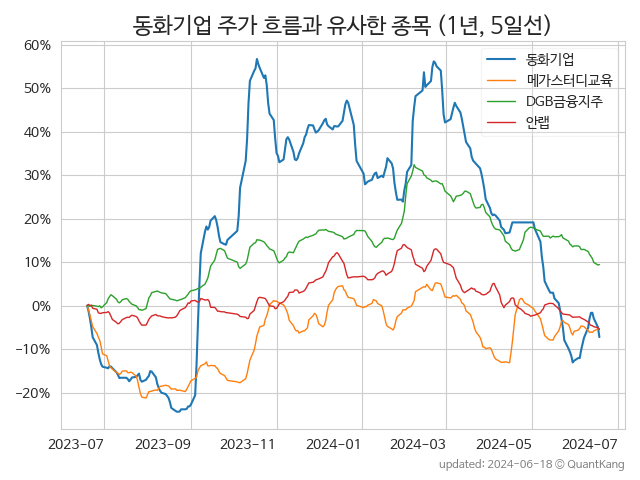 동화기업 주가 흐름과 유사한 종목 (1년, 5일선)
60%
50%
40%
30%
20%
10%
0%
−10%
−20%
동화기업
메가스터디교육
DGB금융지주
안랩
2023-07 2023-09 2023-11 2024-01 2024-03 2024-05 2024-07
updated: 2024-06-18 © QuantKang